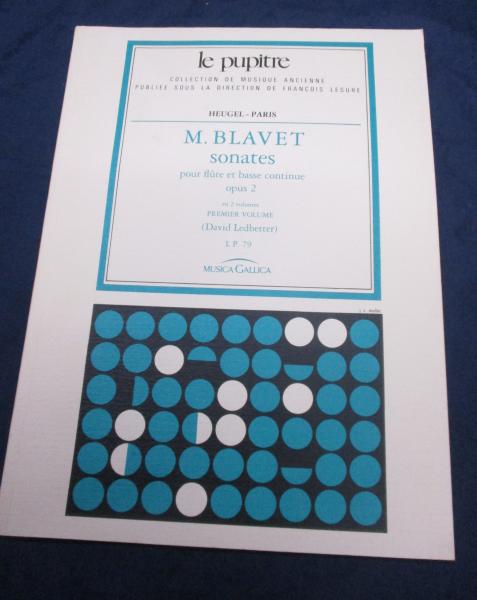 le pupitre
COLLECTION DE MUSIQUE ANCIENNE
PUBLIÉE SOUS LA DIRECTION DE FRANÇOIS LESURE
HEUGEL - PARIS
M. BLAVET
sonates
pour flûte et basse continue
opus 2
en 2 volumes
PREMIER VOLUME
(David Ledbetter)
L.P. 79
MUSICA GALLICA